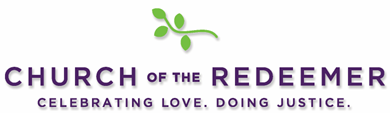 CHURCH OF THE REDEEMER
CELEBRATING LOVE. DOING JUSTICE.